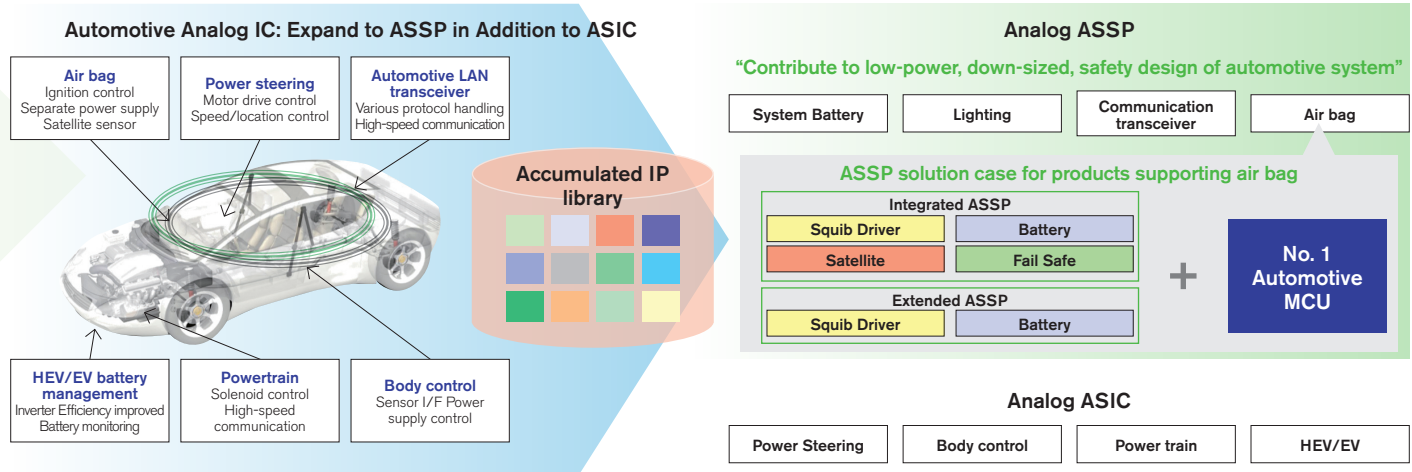 Automotive Analog IC: Expand to ASSP in Addition to ASIC
Air bag
Ignition control
Separate power supply
Satellite sensor
Power steering
Motor drive control
Speed/location control
Automotive LAN
transceiver
Various protocol handling
High-speed communication
Accumulated IP
library
HEV/EV battery
management
Inverter Efficiency improved
Battery monitoring
Powertrain
Solenoid control
High-speed
communication
Body control
Sensor I/F Power
supply control
Analog ASSP
“Contribute to low-power, down-sized, safety design of automotive system”
System Battery
Lighting
Communication
transceiver
Air bag
ASSP solution case for products supporting air bag
Integrated ASSP
Squib Driver
Battery
Satellite
Fail Safe
Extended ASSP
Squib Driver
Battery
+
No. 1
Automotive
MCU
Analog ASIC
Power Steering
Body control
Power train
HEV/EV